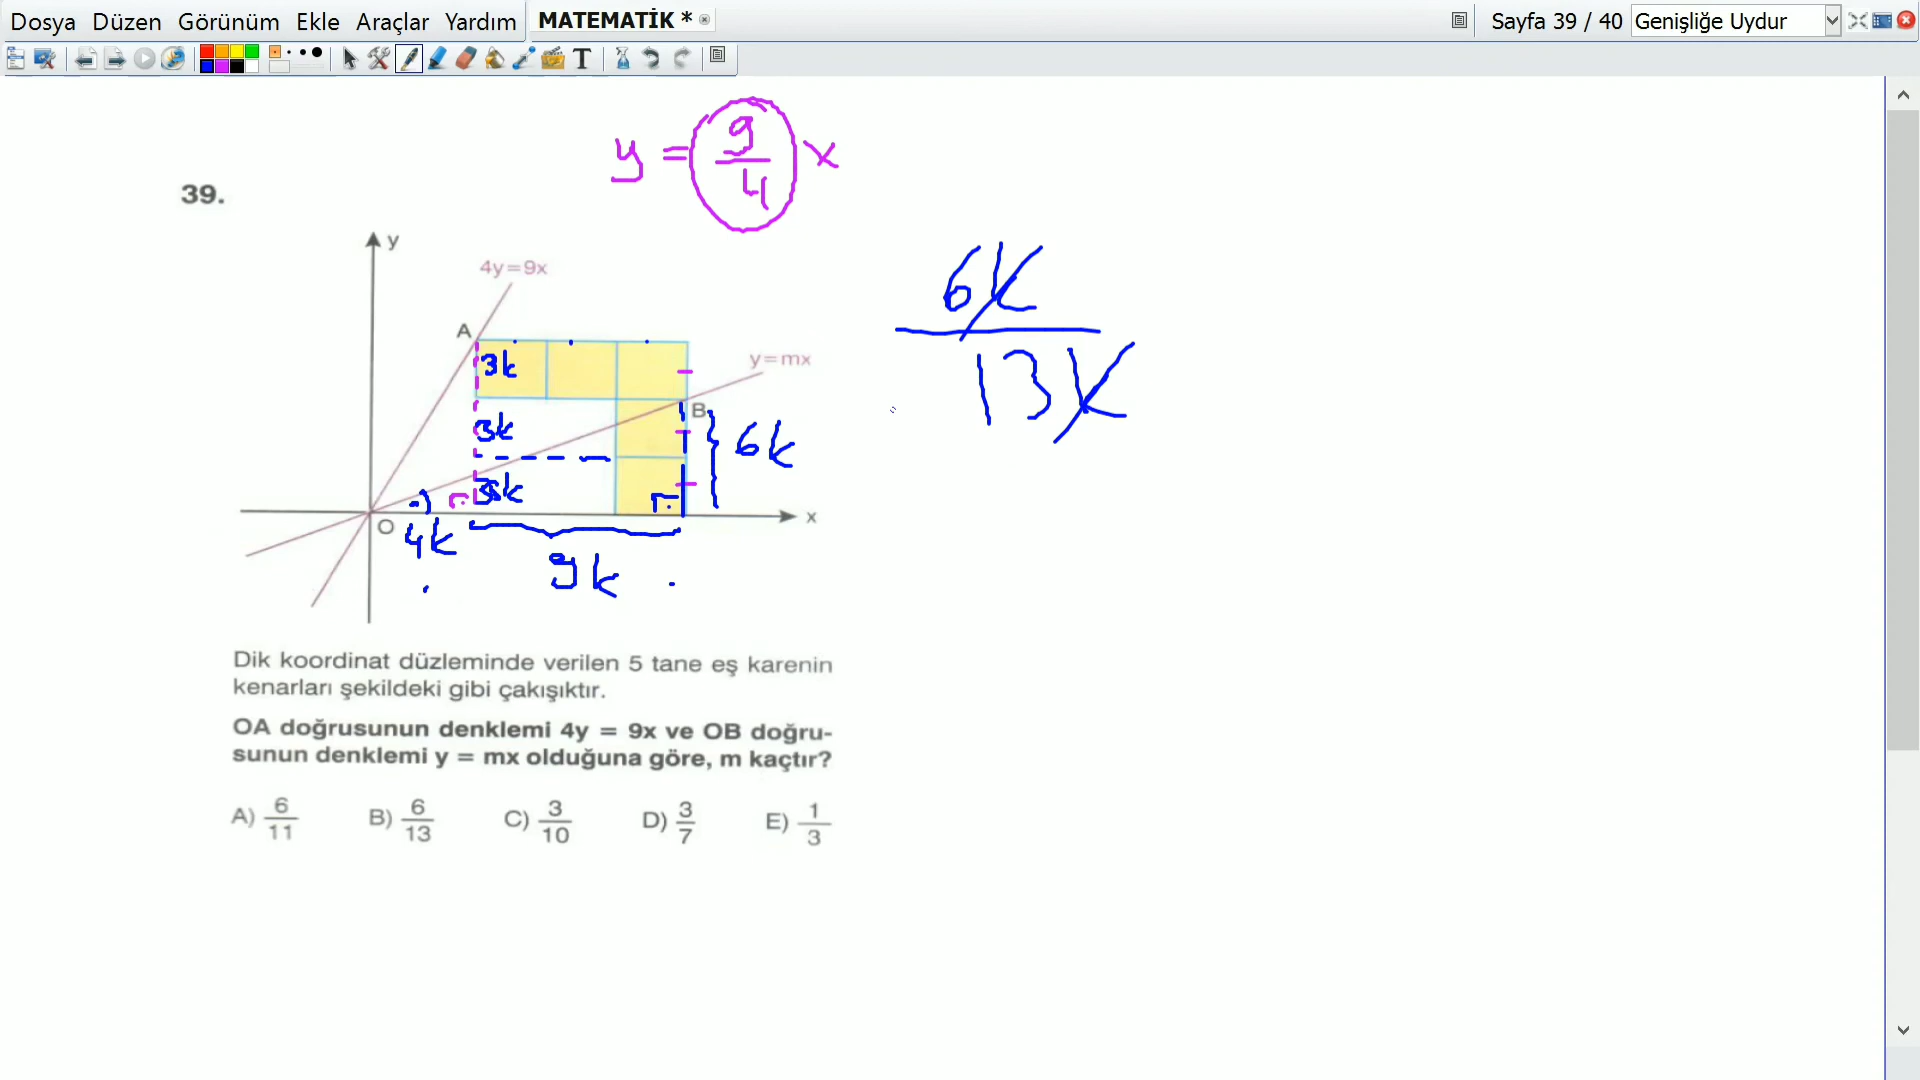 Dosya Düzen Görünüm Ekle Araçlar Yardım MATEMATİK * Sayfa 39 / 40 Genişliğe Uydur
T
y = 9/4 x
39.
y
4y=9x
A
y=mx
B
3k
3k
3k
6k
O
x
4k
9k
6k
13k
Dik koordinat düzleminde verilen 5 tane eş karenin
kenarları şekildeki gibi çakışıktır.
OA doğrusunun denklemi 4y = 9x ve OB doğru-
sunun denklemi y = mx olduğuna göre, m kaçtır?
A) 6/11 B) 6/13 C) 3/10 D) 3/7 E) 1/3